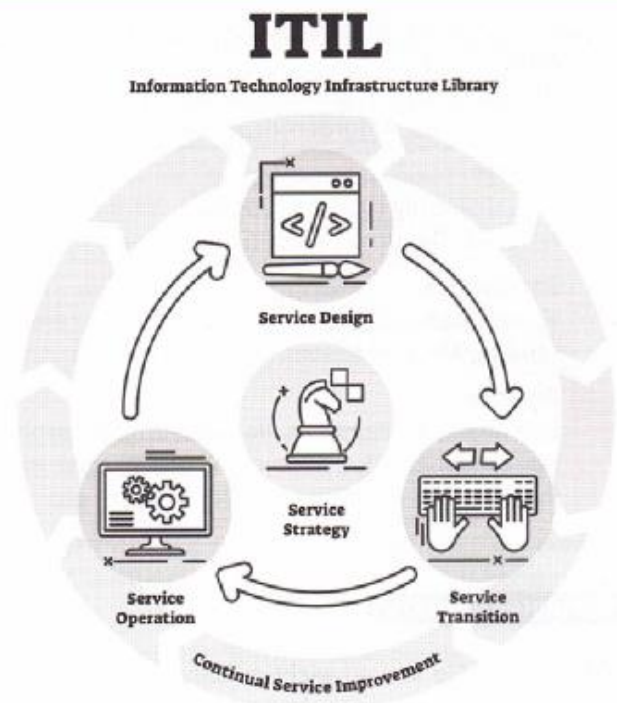 ITIL
Information Technology Infrastructure Library
</>
Service Design
Service
Strategy
Service
Operation
Service
Transition
Continual Service Improvement